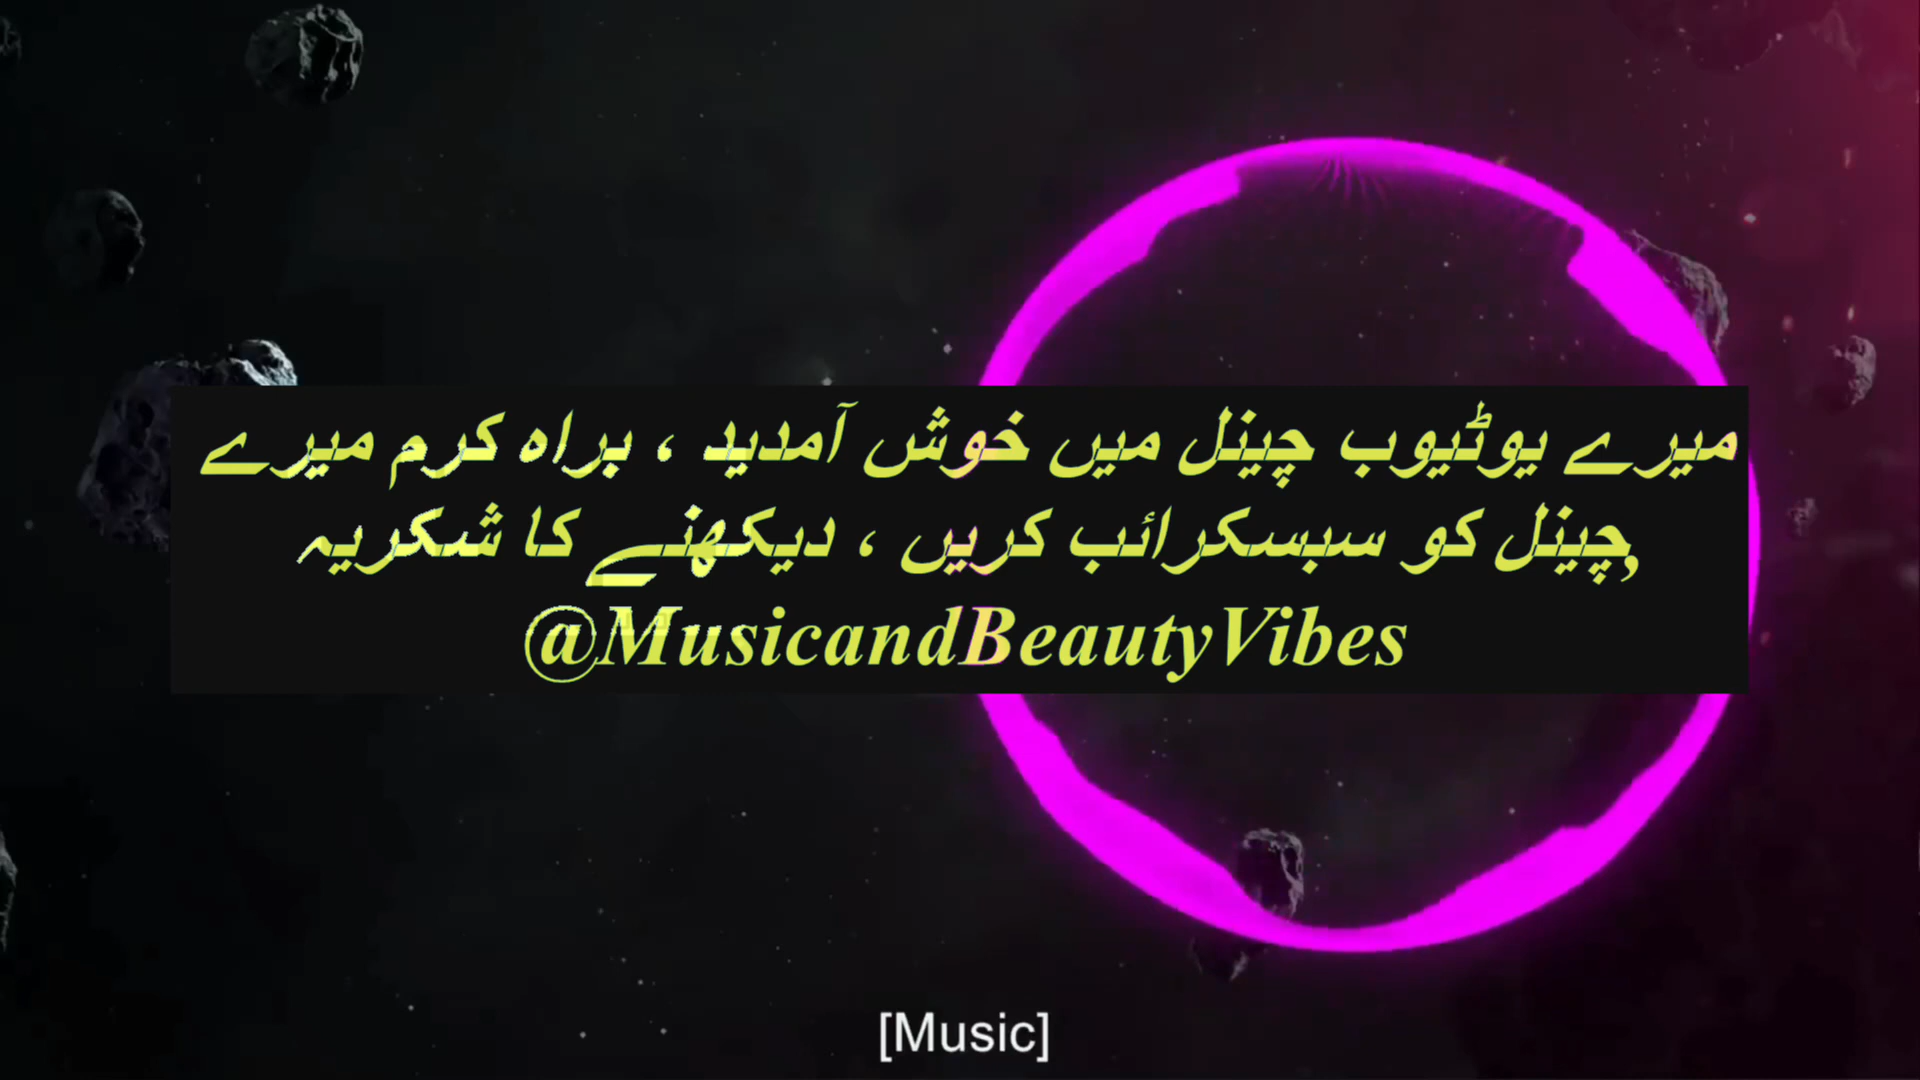 میرے یوٹیوب چینل میں خوش آمدید ، براہ کرم میرے
چینل کو سبسکرائب کریں ، دیکھنے کا شکریہ,
@MusicandBeautyVibes
[Music]